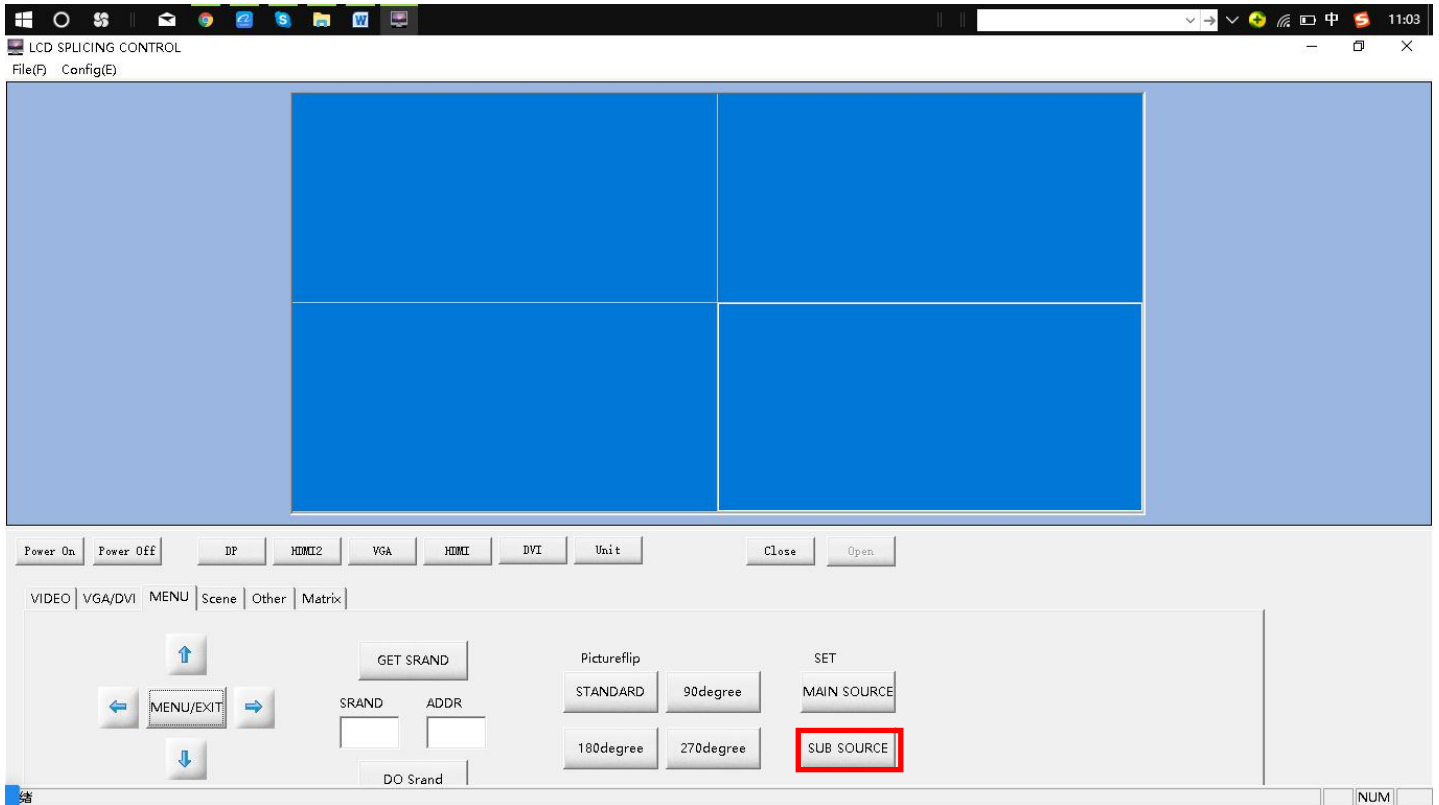 中 11:03
LCD SPLICING CONTROL
File(F) Config(E)
Power On Power Off DP HDMI2 VGA HDMI DVI Unit Close Open
VIDEO VGA/DVI MENU Scene Other Matrix
GET SRAND Pictureflip SET
MENU/EXIT SRAND ADDR STANDARD 90degree MAIN SOURCE
180degree 270degree SUB SOURCE
DO Srand
绪 NUM